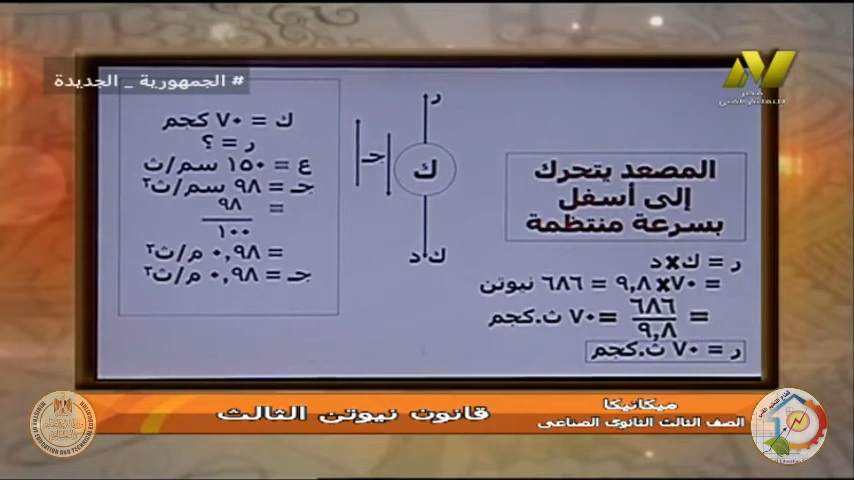 # الجمهورية _ الجديدة
مصر
التعليم الفني
ك = ٧٠ كجم
ر = ؟
ع = ١٥٠ سم/ث
جـ = ٩٨ سم/ث٢
= ٩٨
١٠٠
= ٠,٩٨ م/ث٢
جـ = ٠,٩٨ م/ث٢
ر
جـ
ك
ك د
المصعد يتحرك
إلى أسفل
بسرعة منتظمة
ر = ك x د
= ٧٠ x ٩,٨ = ٦٨٦ نيوتن
= ٦٨٦ / ٩,٨ = ٧٠ ث.كجم
ر = ٧٠ ث.كجم
ميكانيكا
الصف الثالث الثانوى الصناعى
قانون نيوتن الثالث